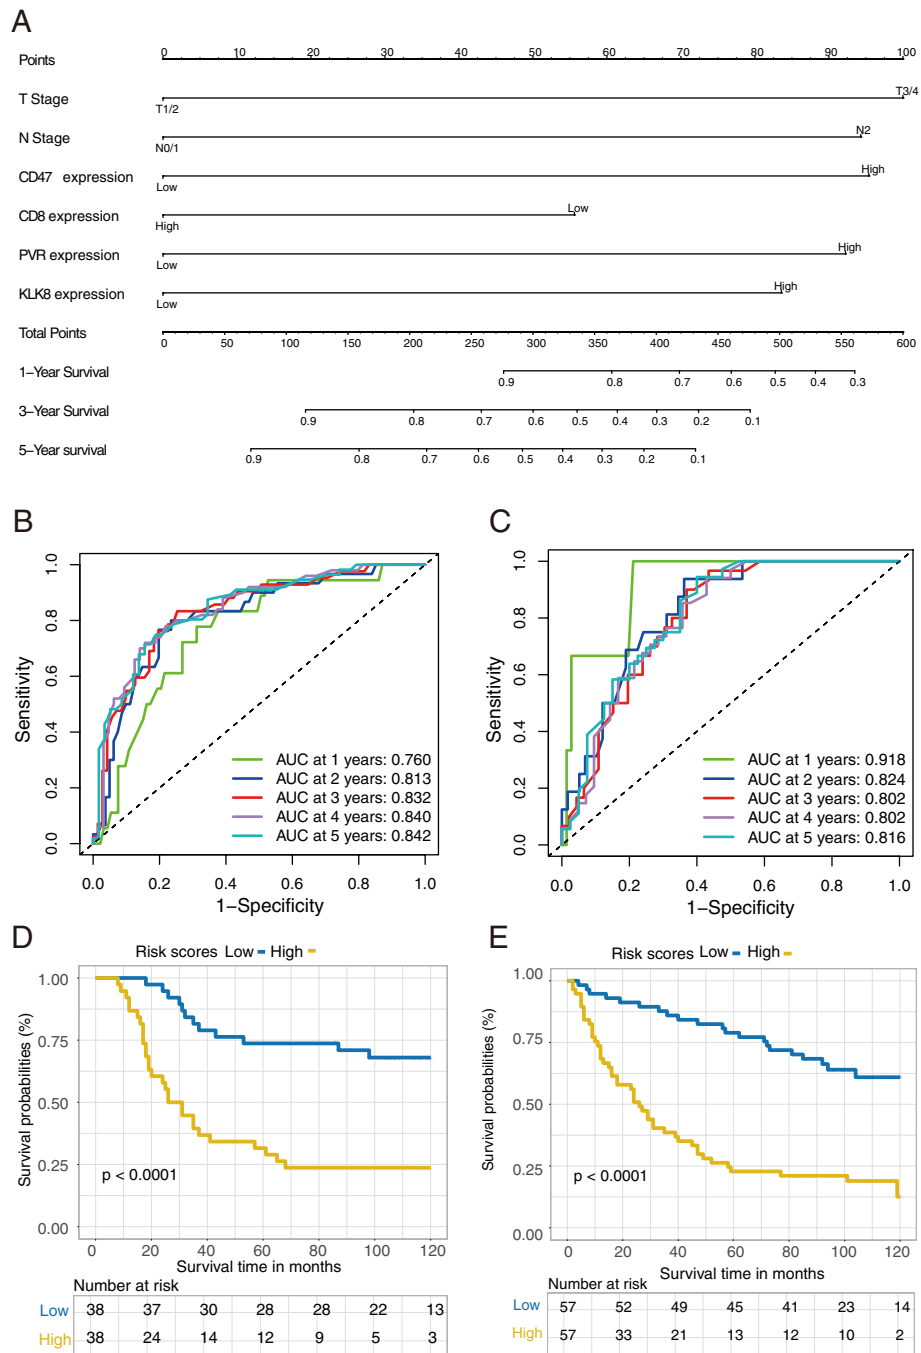 A
Points
0 10 20 30 40 50 60 70 80 90 100
T Stage
T1/2 T3/4
N Stage
N0/1 N2
CD47 expression
Low High
CD8 expression
High Low
PVR expression
Low High
KLK8 expression
Low High
Total Points
0 50 100 150 200 250 300 350 400 450 500 550 600
1-Year Survival
0.9 0.8 0.7 0.6 0.5 0.4 0.3
3-Year Survival
0.9 0.8 0.7 0.6 0.5 0.4 0.3 0.2 0.1
5-Year survival
0.9 0.8 0.7 0.6 0.5 0.4 0.3 0.2 0.1
B
Sensitivity
1.0
0.8
0.6
0.4
0.2
0.0
AUC at 1 years: 0.760
AUC at 2 years: 0.813
AUC at 3 years: 0.832
AUC at 4 years: 0.840
AUC at 5 years: 0.842
0.0 0.2 0.4 0.6 0.8 1.0
1-Specificity
C
Sensitivity
1.0
0.8
0.6
0.4
0.2
0.0
AUC at 1 years: 0.918
AUC at 2 years: 0.824
AUC at 3 years: 0.802
AUC at 4 years: 0.802
AUC at 5 years: 0.816
0.0 0.2 0.4 0.6 0.8 1.0
1-Specificity
D
Risk scores Low High
Survival probabilities (%)
1.00
0.75
0.50
0.25
0.00
p < 0.0001
0 20 40 60 80 100 120
Survival time in months
Number at risk
Low 38 37 30 28 28 22 13
High 38 24 14 12 9 5 3
E
Risk scores Low High
Survival probabilities (%)
1.00
0.75
0.50
0.25
0.00
p < 0.0001
0 20 40 60 80 100 120
Survival time in months
Number at risk
Low 57 52 49 45 41 23 14
High 57 33 21 13 12 10 2